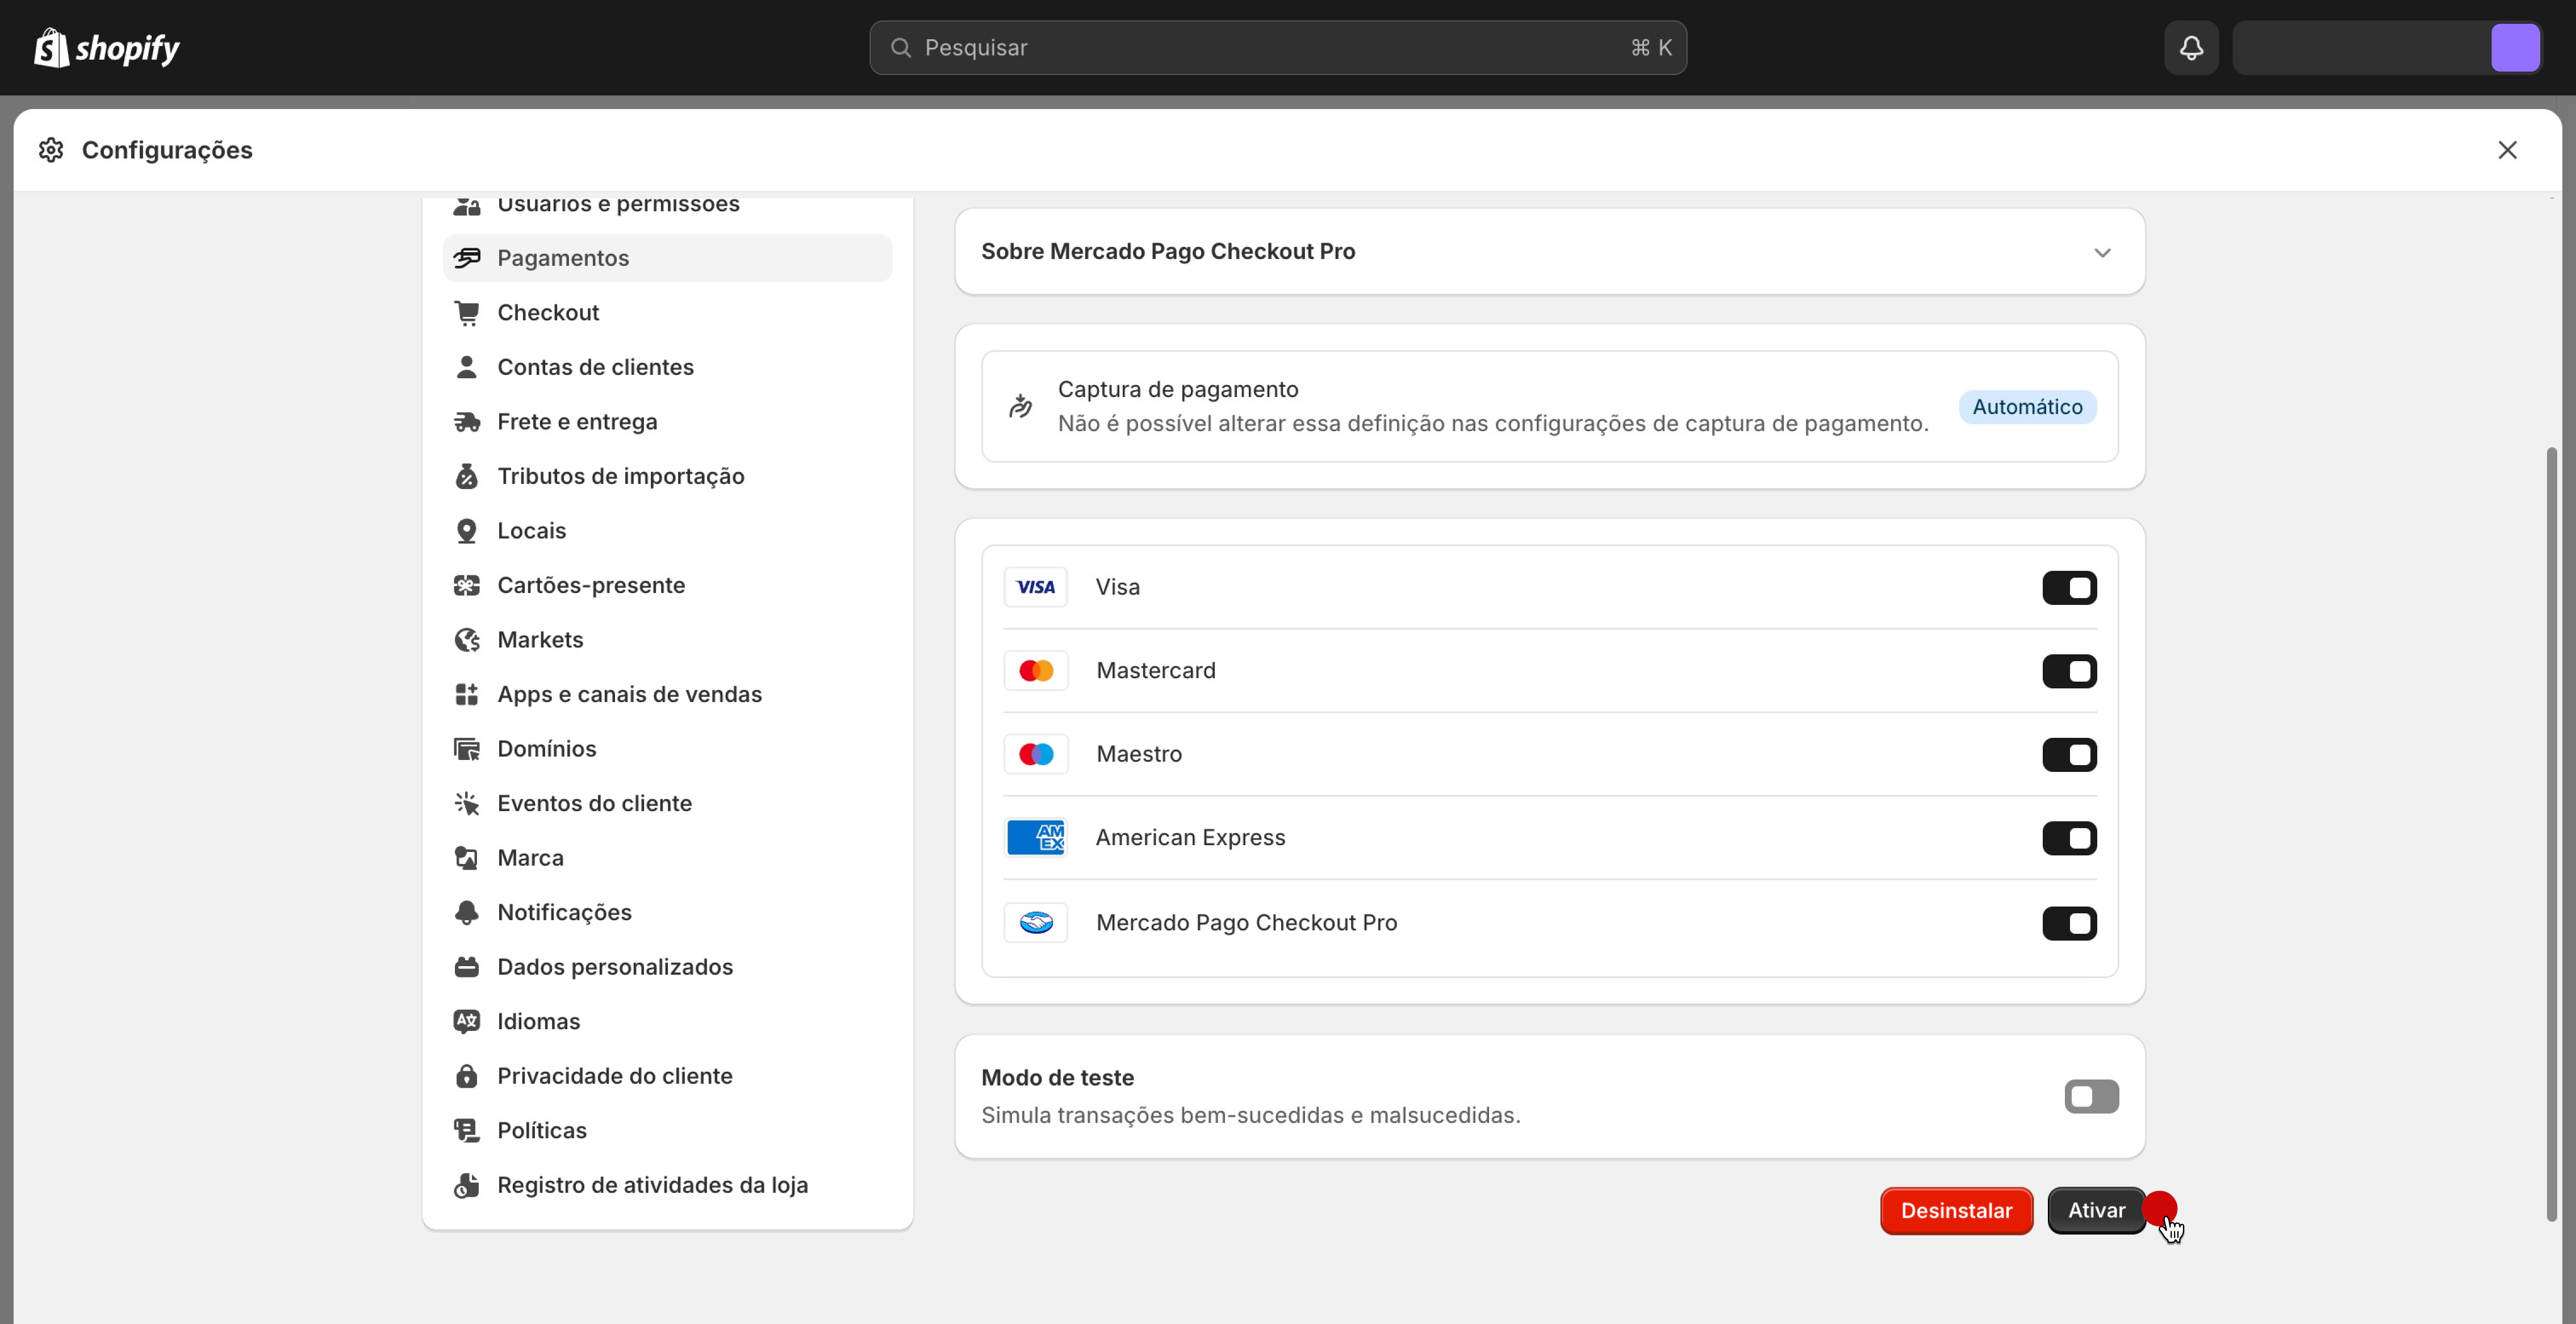 shopify
Pesquisar
⌘ K
Configurações
Usuários e permissões
Pagamentos
Checkout
Contas de clientes
Frete e entrega
Tributos de importação
Locais
Cartões-presente
Markets
Apps e canais de vendas
Domínios
Eventos do cliente
Marca
Notificações
Dados personalizados
Idiomas
Privacidade do cliente
Políticas
Registro de atividades da loja
Sobre Mercado Pago Checkout Pro
Captura de pagamento
Não é possível alterar essa definição nas configurações de captura de pagamento.
Automático
VISA
Visa
Mastercard
Maestro
AM
EX
American Express
Mercado Pago Checkout Pro
Modo de teste
Simula transações bem-sucedidas e malsucedidas.
Desinstalar
Ativar